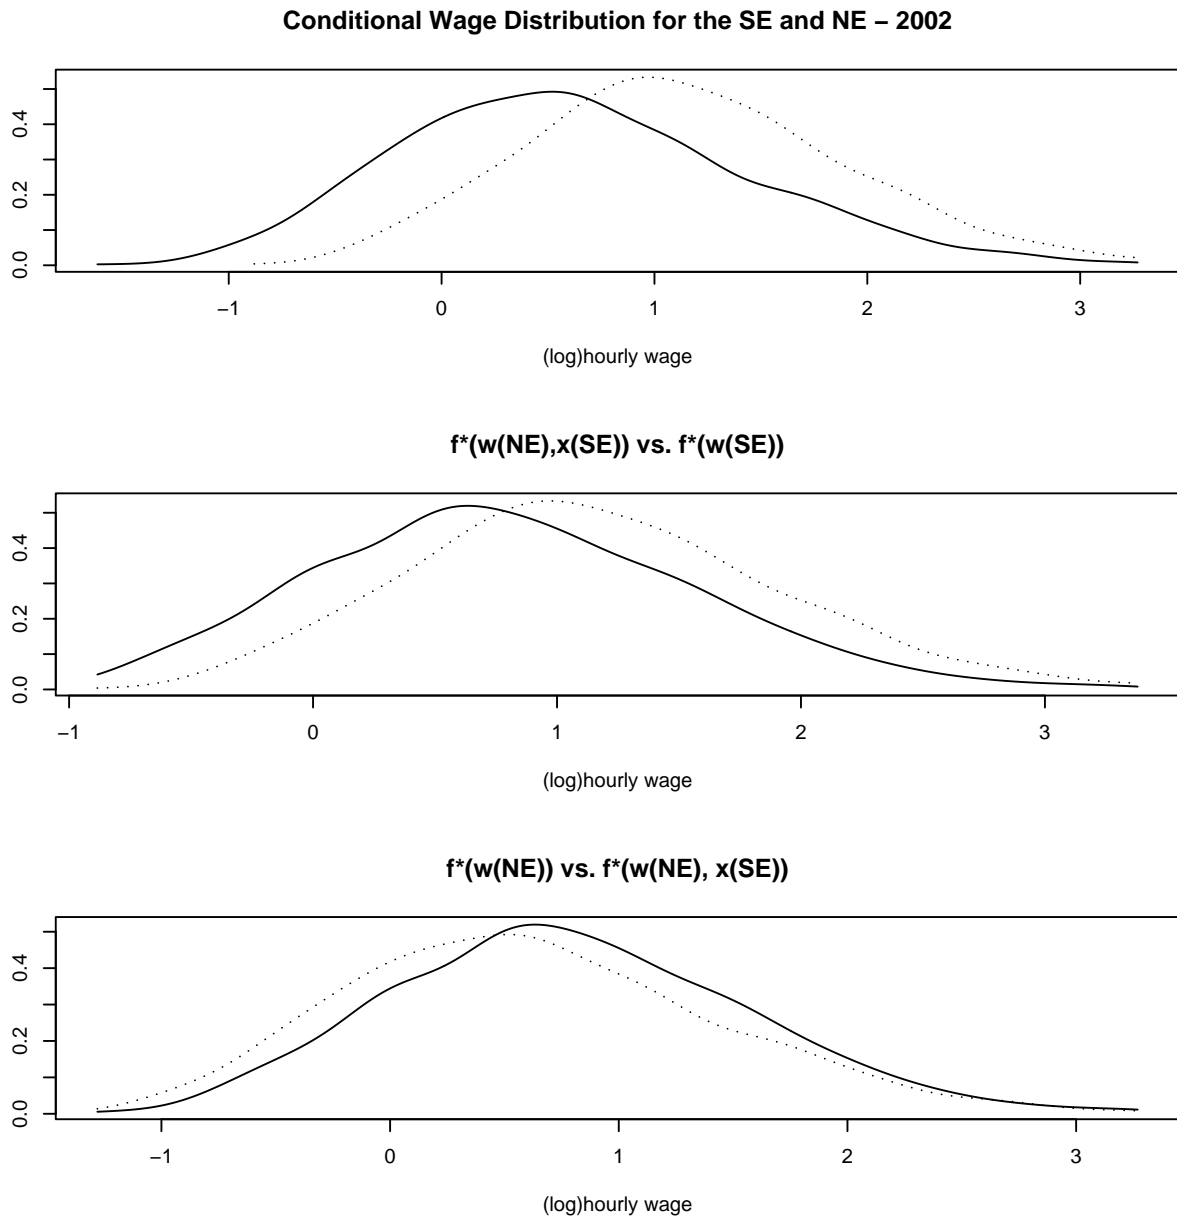 Conditional Wage Distribution for the SE and NE – 2002
0.4
0.2
0.0
−1 0 1 2 3
(log)hourly wage
f*(w(NE),x(SE)) vs. f*(w(SE))
0.4
0.2
0.0
−1 0 1 2 3
(log)hourly wage
f*(w(NE)) vs. f*(w(NE), x(SE))
0.4
0.2
0.0
−1 0 1 2 3
(log)hourly wage